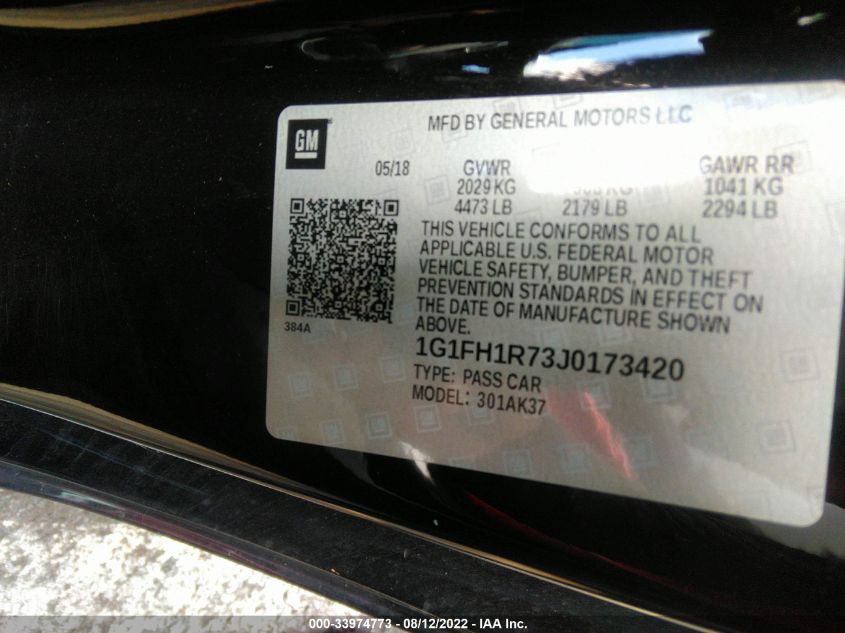 MFD BY GENERAL MOTORS LLC
GM
05/18 GVWR GAWR RR
2029 KG KG 1041 KG
4473 LB 2179 LB 2294 LB
THIS VEHICLE CONFORMS TO ALL
APPLICABLE U.S. FEDERAL MOTOR
VEHICLE SAFETY, BUMPER, AND THEFT
PREVENTION STANDARDS IN EFFECT ON
THE DATE OF MANUFACTURE SHOWN
ABOVE.
384A
1G1FH1R73J0173420
TYPE: PASS CAR
MODEL: 301AK37
000-33974773 - 08/12/2022 - IAA Inc.